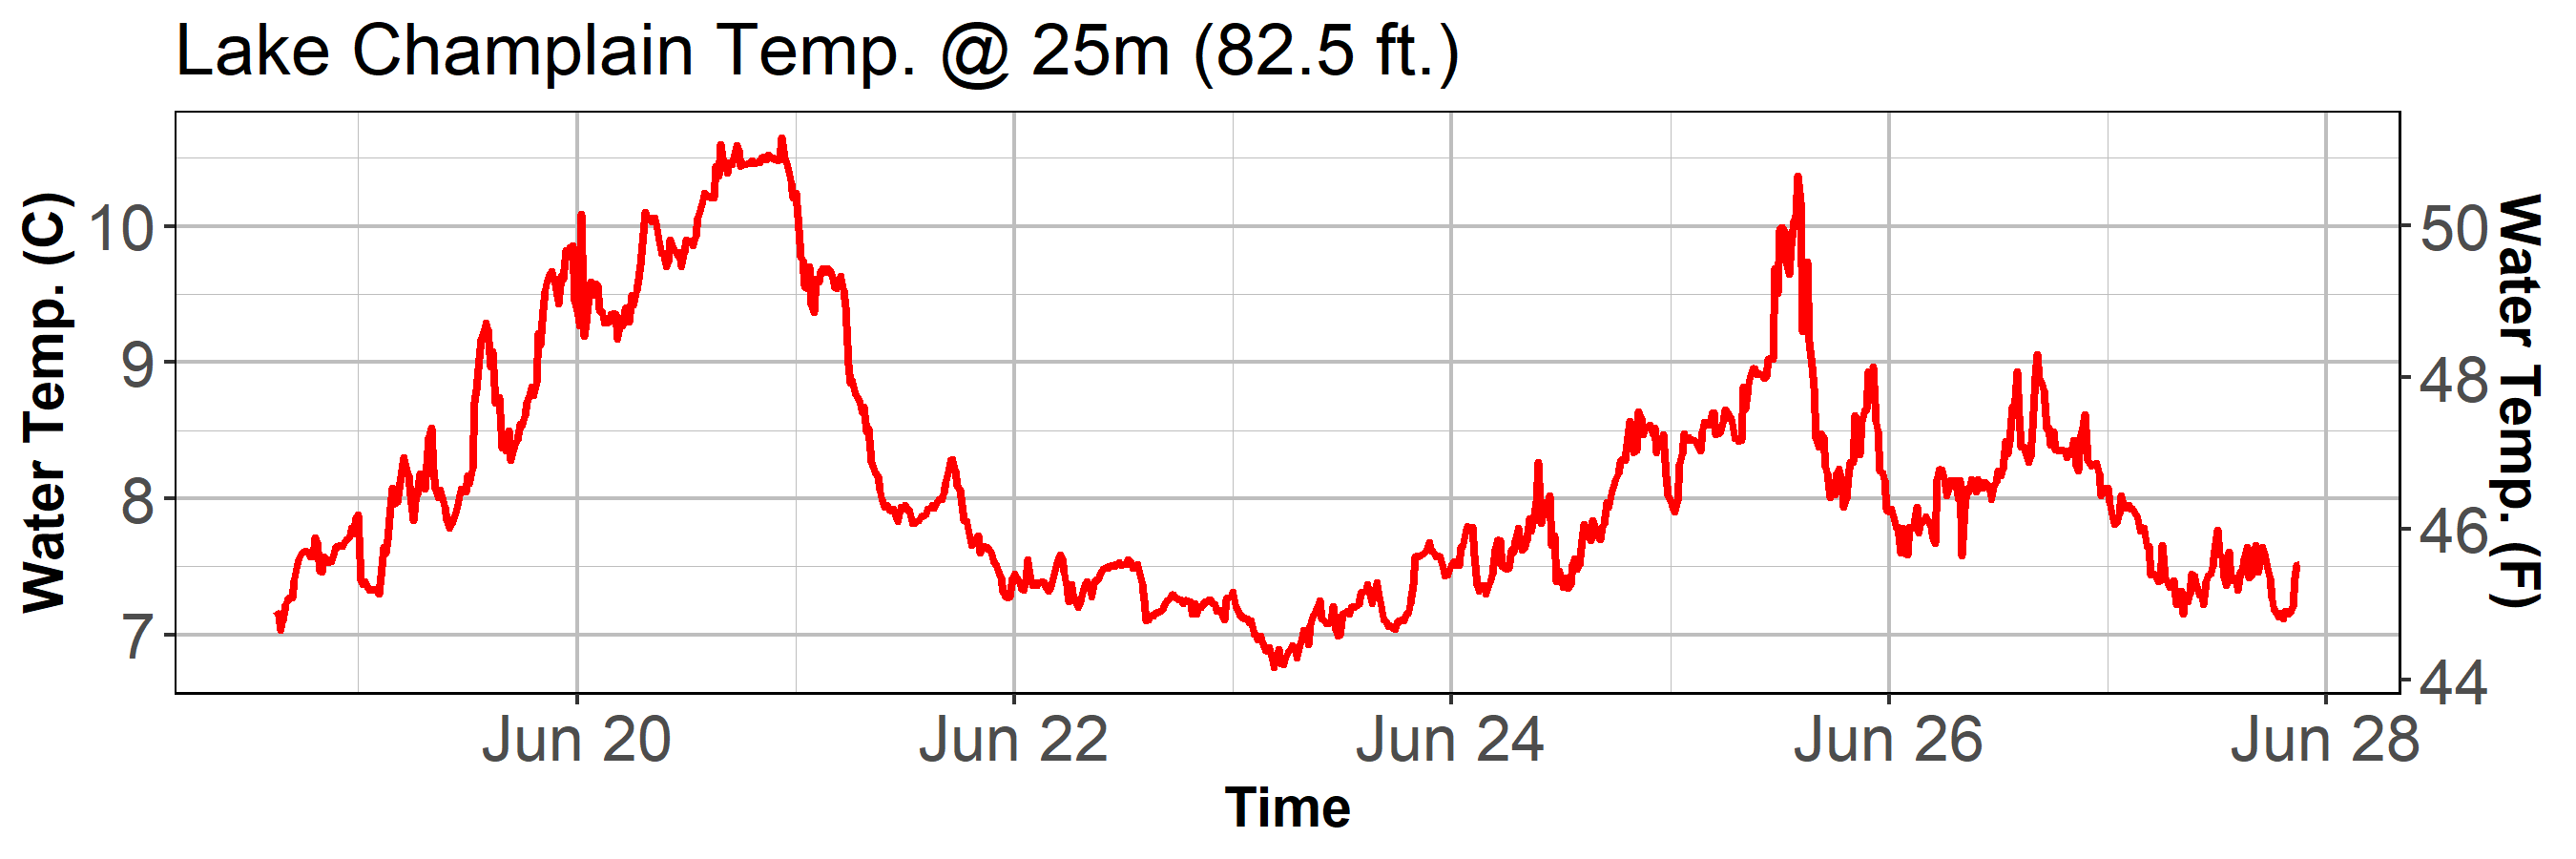 Lake Champlain Temp. @ 25m (82.5 ft.)
Water Temp. (C)
10
9
8
7
50
48
46
44
Water Temp. (F)
Jun 20 Jun 22 Jun 24 Jun 26 Jun 28
Time